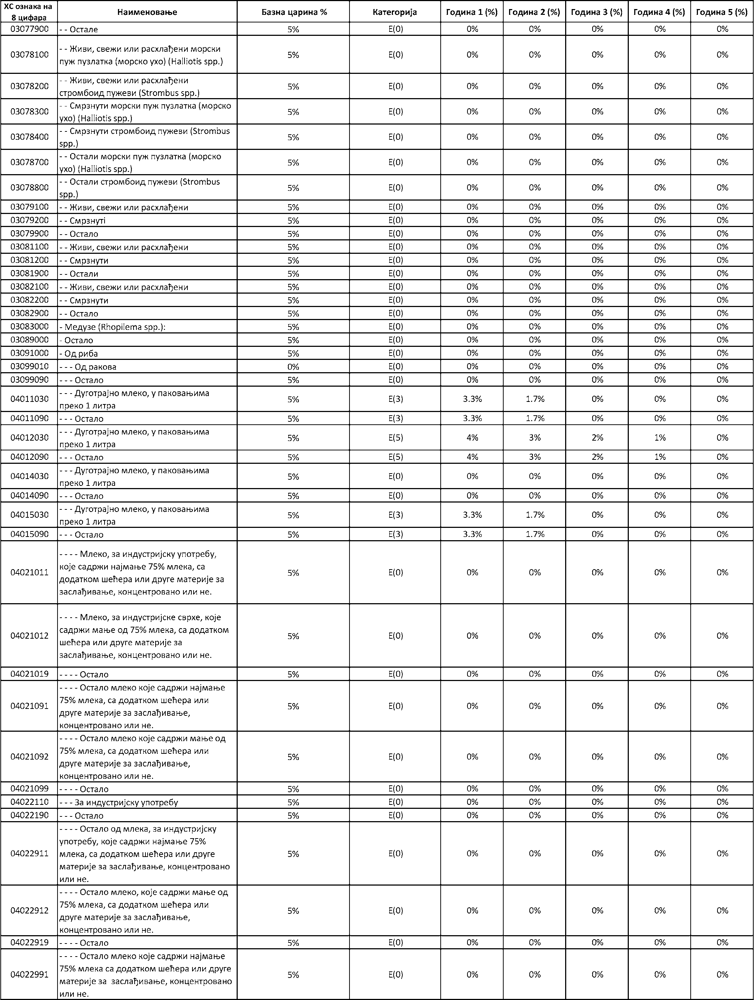 ХС ознака на 8 цифара | Наименовање | Базна царина % | Категорија | Година 1 (%) | Година 2 (%) | Година 3 (%) | Година 4 (%) | Година 5 (%)
03077900 | - - Остале | 5% | E(0) | 0% | 0% | 0% | 0% | 0%
03078100 | - - Живи, свежи или расхлађени морски
пуж пузлатка (морско ухо) (Halliotis spp.) | 5% | E(0) | 0% | 0% | 0% | 0% | 0%
03078200 | - - Живи, свежи или расхлађени
стромбоид пужеви (Strombus spp.) | 5% | E(0) | 0% | 0% | 0% | 0% | 0%
03078300 | - - Смрзнути морски пуж пузлатка (морско
ухо) (Halliotis spp.) | 5% | E(0) | 0% | 0% | 0% | 0% | 0%
03078400 | - - Смрзнути стромбоид пужеви (Strombus
spp.) | 5% | E(0) | 0% | 0% | 0% | 0% | 0%
03078700 | - - Остали морски пуж пузлатка (морско
ухо) (Halliotis spp.) | 5% | E(0) | 0% | 0% | 0% | 0% | 0%
03078800 | - - Остали стромбоид пужеви (Strombus
spp.) | 5% | E(0) | 0% | 0% | 0% | 0% | 0%
03079100 | - - Живи, свежи или расхлађени | 5% | E(0) | 0% | 0% | 0% | 0% | 0%
03079200 | - - Смрзнуті | 5% | E(0) | 0% | 0% | 0% | 0% | 0%
03079900 | - - Остало | 5% | E(0) | 0% | 0% | 0% | 0% | 0%
03081100 | - - Живи, свежи или расхлађени | 5% | E(0) | 0% | 0% | 0% | 0% | 0%
03081200 | - - Смрзнути | 5% | E(0) | 0% | 0% | 0% | 0% | 0%
03081900 | - - Остали | 5% | E(0) | 0% | 0% | 0% | 0% | 0%
03082100 | - - Живи, свежи или расхлађени | 5% | E(0) | 0% | 0% | 0% | 0% | 0%
03082200 | - - Смрзнути | 5% | E(0) | 0% | 0% | 0% | 0% | 0%
03082900 | - - Остало | 5% | E(0) | 0% | 0% | 0% | 0% | 0%
03083000 | - Медузе (Rhopilema spp.): | 5% | E(0) | 0% | 0% | 0% | 0% | 0%
03089000 | - Остало | 5% | E(0) | 0% | 0% | 0% | 0% | 0%
03091000 | - Од риба | 5% | E(0) | 0% | 0% | 0% | 0% | 0%
03099010 | - - - Од ракова | 0% | E(0) | 0% | 0% | 0% | 0% | 0%
03099090 | - - - Остало | 5% | E(0) | 0% | 0% | 0% | 0% | 0%
04011030 | - - - Дуготрајно млеко, у паковањима
преко 1 литра | 5% | E(3) | 3.3% | 1.7% | 0% | 0% | 0%
04011090 | - - - Остало | 5% | E(3) | 3.3% | 1.7% | 0% | 0% | 0%
04012030 | - - - Дуготрајно млеко, у паковањима
преко 1 литра | 5% | E(5) | 4% | 3% | 2% | 1% | 0%
04012090 | - - - Остало | 5% | E(5) | 4% | 3% | 2% | 1% | 0%
04014030 | - - - Дуготрајно млеко, у паковањима
преко 1 литра | 5% | E(0) | 0% | 0% | 0% | 0% | 0%
04014090 | - - - Остало | 5% | E(0) | 0% | 0% | 0% | 0% | 0%
04015030 | - - - Дуготрајно млеко, у паковањима
преко 1 литра | 5% | E(3) | 3.3% | 1.7% | 0% | 0% | 0%
04015090 | - - - Остало | 5% | E(3) | 3.3% | 1.7% | 0% | 0% | 0%
04021011 | - - - - Млеко, за индустријску употребу,
које садржи најмање 75% млека, са
додатком шећера или друге материје за
заслађивање, концентровано или не. | 5% | E(0) | 0% | 0% | 0% | 0% | 0%
04021012 | - - - - Млеко, за индустријске сврхе, које
садржи мање од 75% млека, са додатком
шећера или друге материје за
заслађивање, концентровано или не. | 5% | E(0) | 0% | 0% | 0% | 0% | 0%
04021019 | - - - - Остало | 5% | E(0) | 0% | 0% | 0% | 0% | 0%
04021091 | - - - - Остало млеко које садржи најмање
75% млека, са додатком шећера или
друге материје за заслађивање,
концентровано или не. | 5% | E(0) | 0% | 0% | 0% | 0% | 0%
04021092 | - - - - Остало млеко које садржи мање од
75% млека, са додатком шећера или
друге материје за заслађивање,
концентровано или не. | 5% | E(0) | 0% | 0% | 0% | 0% | 0%
04021099 | - - - - Остало | 5% | E(0) | 0% | 0% | 0% | 0% | 0%
04022110 | - - - За индустријску употребу | 5% | E(0) | 0% | 0% | 0% | 0% | 0%
04022190 | - - - Остало | 5% | E(0) | 0% | 0% | 0% | 0% | 0%
04022911 | - - - - Остало од млека, за индустријску
употребу, које садржи најмање 75%
млека, са додатком шећера или друге
материје за заслађивање, концентровано
или не. | 5% | E(0) | 0% | 0% | 0% | 0% | 0%
04022912 | - - - - Остало млеко, које садржи мање од
75% млека, са додатком шећера или
друге материје за заслађивање,
концентровано или не. | 5% | E(0) | 0% | 0% | 0% | 0% | 0%
04022919 | - - - - Остало | 5% | E(0) | 0% | 0% | 0% | 0% | 0%
04022991 | - - - - Остало млеко које садржи најмање
75% млека са додатком шећера или друге
материје за заслађивање, концентровано
или не. | 5% | E(0) | 0% | 0% | 0% | 0% | 0%